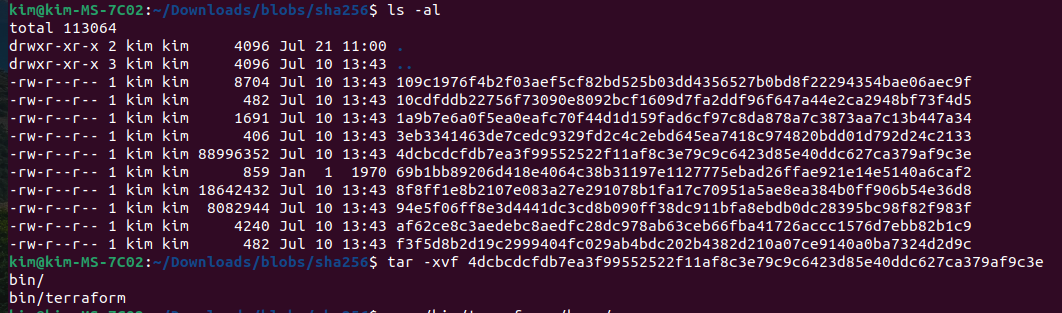 kim@kim-MS-7C02:~/Downloads/blobs/sha256$ ls -al
total 113064
drwxr-xr-x 2 kim kim     4096 Jul 21 11:00 .
drwxr-xr-x 3 kim kim     4096 Jul 10 13:43 ..
-rw-r--r-- 1 kim kim     8704 Jul 10 13:43 109c1976f4b2f03aef5cf82bd525b03dd4356527b0bd8f22294354bae06aec9f
-rw-r--r-- 1 kim kim      482 Jul 10 13:43 10cdfddb22756f73090e8092bcf1609d7fa2ddf96f647a44e2ca2948bf73f4d5
-rw-r--r-- 1 kim kim     1691 Jul 10 13:43 1a9b7e6a0f5ea0eafc70f44d1d159fad6cf97c8da878a7c3873aa7c13b447a34
-rw-r--r-- 1 kim kim      406 Jul 10 13:43 3eb3341463de7cedc9329fd2c4c2ebd645ea7418c974820bdd01d792d24c2133
-rw-r--r-- 1 kim kim 88996352 Jul 10 13:43 4dcbcdcfdb7ea3f99552522f11af8c3e79c9c6423d85e40ddc627ca379af9c3e
-rw-r--r-- 1 kim kim      859 Jan  1  1970 69b1bb89206d418e4064c38b31197e1127775ebad26ffae921e14e5140a6caf2
-rw-r--r-- 1 kim kim 18642432 Jul 10 13:43 8f8ff1e8b2107e083a27e291078b1fa17c70951a5ae8ea384b0ff906b54e36d8
-rw-r--r-- 1 kim kim  8082944 Jul 10 13:43 94e5f06ff8e3d4441dc3cd8b090ff38dc911bfa8ebdb0dc28395bc98f82f983f
-rw-r--r-- 1 kim kim     4240 Jul 10 13:43 af62ce8c3aedebc8aedfc28dc978ab63ceb66fba41726accc1576d7ebb82b1c9
-rw-r--r-- 1 kim kim      482 Jul 10 13:43 f3f5d8b2d19c2999404fc029ab4bdc202b4382d210a07ce9140a0ba7324d2d9c
kim@kim-MS-7C02:~/Downloads/blobs/sha256$ tar -xvf 4dcbcdcfdb7ea3f99552522f11af8c3e79c9c6423d85e40ddc627ca379af9c3e
bin/
bin/terraform